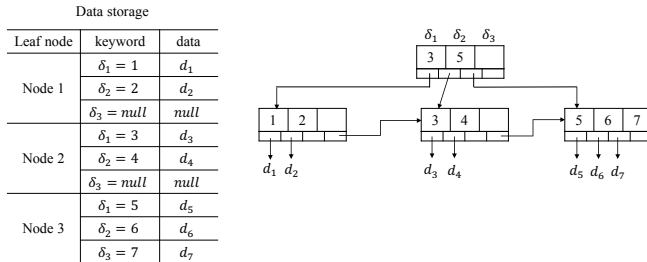 Data storage
Leaf node keyword data
Node 1
δ₁ = 1 d₁
δ₂ = 2 d₂
δ₃ = null null
Node 2
δ₁ = 3 d₃
δ₂ = 4 d₄
δ₃ = null null
Node 3
δ₁ = 5 d₅
δ₂ = 6 d₆
δ₃ = 7 d₇
δ₁ δ₂ δ₃
3 5
1 2
3 4
5 6 7
d₁ d₂
d₃ d₄
d₅ d₆ d₇